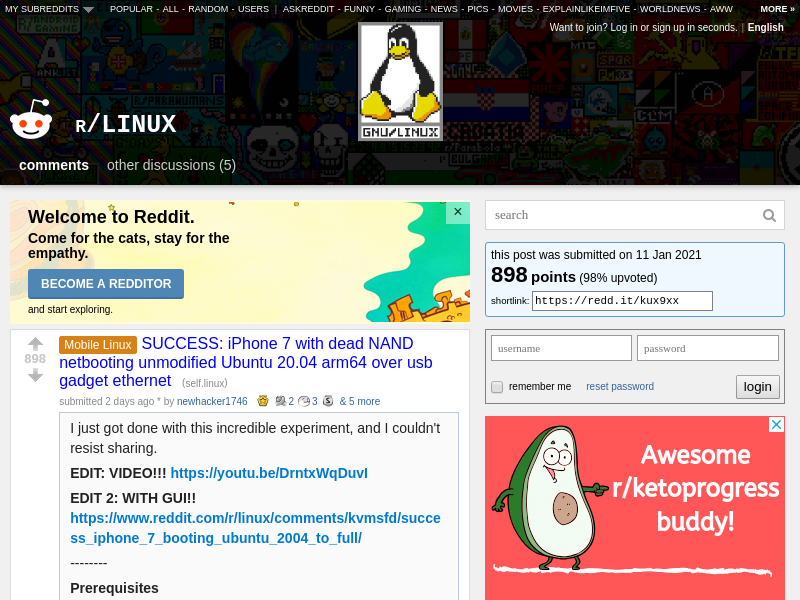 MY SUBREDDITS POPULAR - ALL - RANDOM - USERS | ASKREDDIT - FUNNY - GAMING - NEWS - PICS - MOVIES - EXPLAINLIKEIMFIVE - WORLDNEWS - AWW MORE »
Want to join? Log in or sign up in seconds. | English
GNU/LINUX
r/LINUX
comments other discussions (5)
Welcome to Reddit.
Come for the cats, stay for the
empathy.
BECOME A REDDITOR
and start exploring.
×
898
Mobile Linux SUCCESS: iPhone 7 with dead NAND
netbooting unmodified Ubuntu 20.04 arm64 over usb
gadget ethernet (self.linux)
submitted 2 days ago * by newhacker1746 2 3 S & 5 more
I just got done with this incredible experiment, and I couldn't
resist sharing.
EDIT: VIDEO!!! https://youtu.be/DrntxWqDuvI
EDIT 2: WITH GUI!!
https://www.reddit.com/r/linux/comments/kvmsfd/succe
ss_iphone_7_booting_ubuntu_2004_to_full/
--------
Prerequisites
search
this post was submitted on 11 Jan 2021
898 points (98% upvoted)
shortlink: https://redd.it/kux9xx
username password
remember me reset password login
Awesome
r/ketoprogress
buddy!